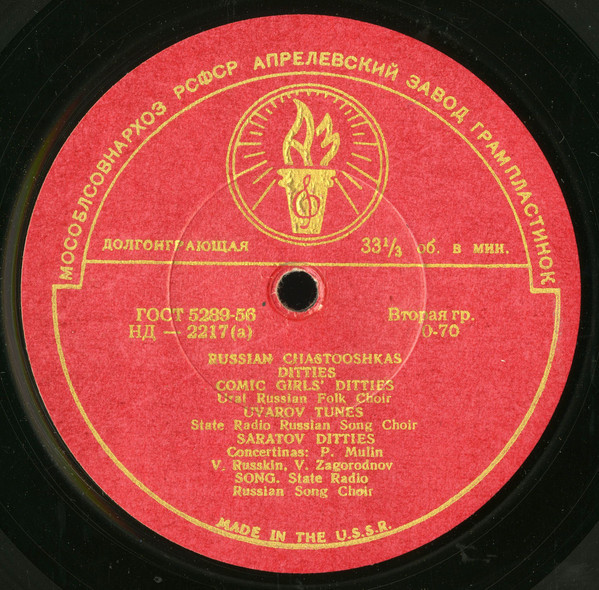 МОСОБЛСОВНАРХОЗ РСФСР АПРЕЛЕВСКИЙ ЗАВОД ГРАМПЛАСТИНОК
ДОЛГОИГРАЮЩАЯ 33⅓ об. в мин.
ГОСТ 5289-56 Вторая гр.
НД — 2217(а) 0-70
RUSSIAN CHASTOOSHKAS
DITTIES
COMIC GIRLS' DITTIES
Ural Russian Folk Choir
UVAROV TUNES
State Radio Russian Song Choir
SARATOV DITTIES
Concertinas: P. Mulin
V. Russkin, V. Zagorodnov
SONG. State Radio
Russian Song Choir
MADE IN THE U.S.S.R.